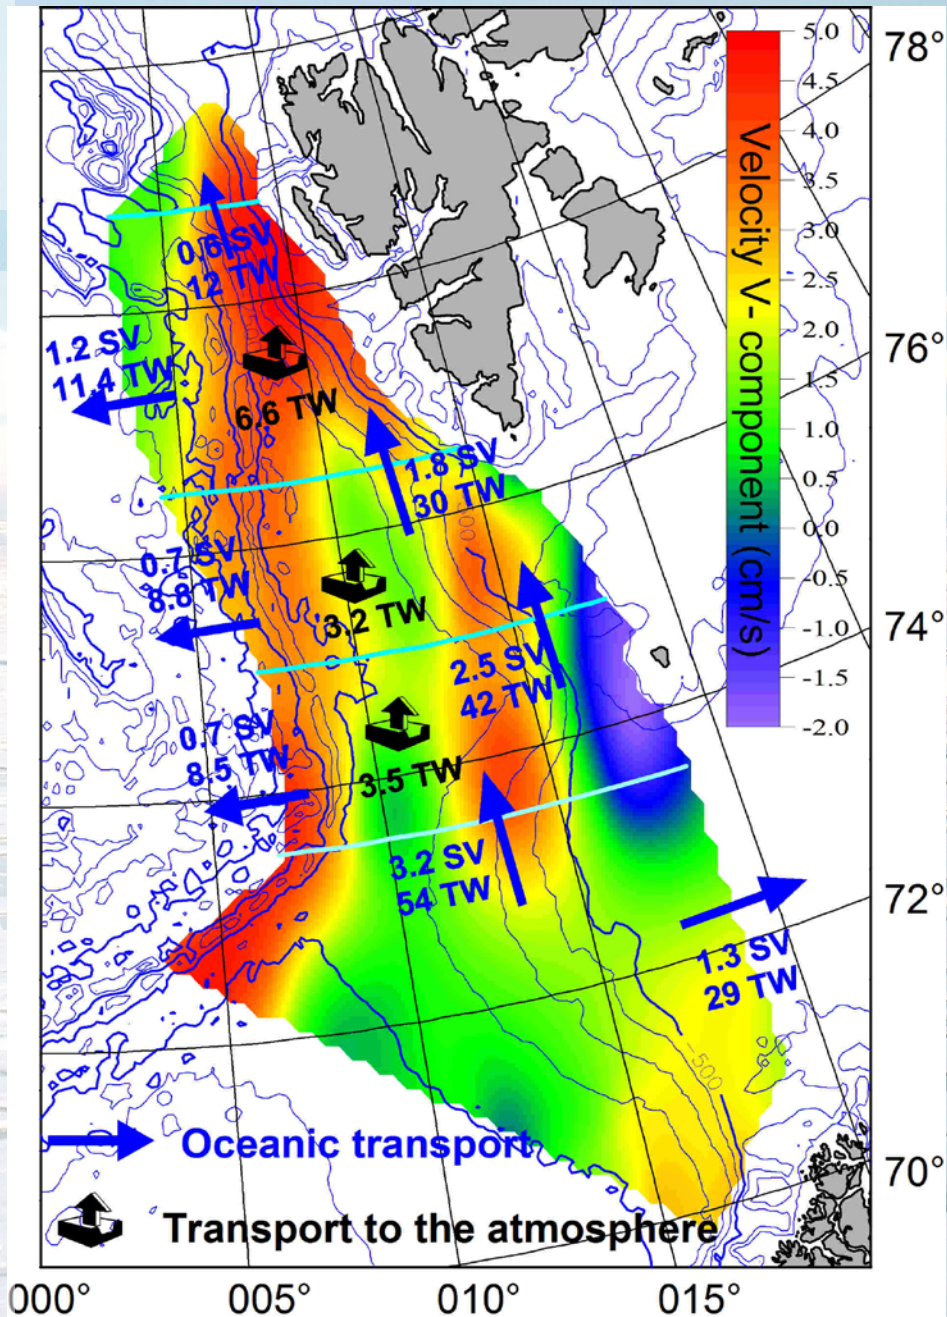 78°
76°
74°
72°
70°
5.0
4.5
4.0
3.5
3.0
2.5
2.0
1.5
1.0
0.5
0.0
-0.5
-1.0
-1.5
-2.0
Velocity V- component (cm/s)
0.6 SV
12 TW
1.2 SV
11.4 TW
6.6 TW
1.8 SV
30 TW
-500
0.7 SV
8.8 TW
3.2 TW
2.5 SV
42 TW
0.7 SV
8.5 TW
3.5 TW
3.2 SV
54 TW
1.3 SV
29 TW
-500
Oceanic transport
Transport to the atmosphere
000°
005°
010°
015°